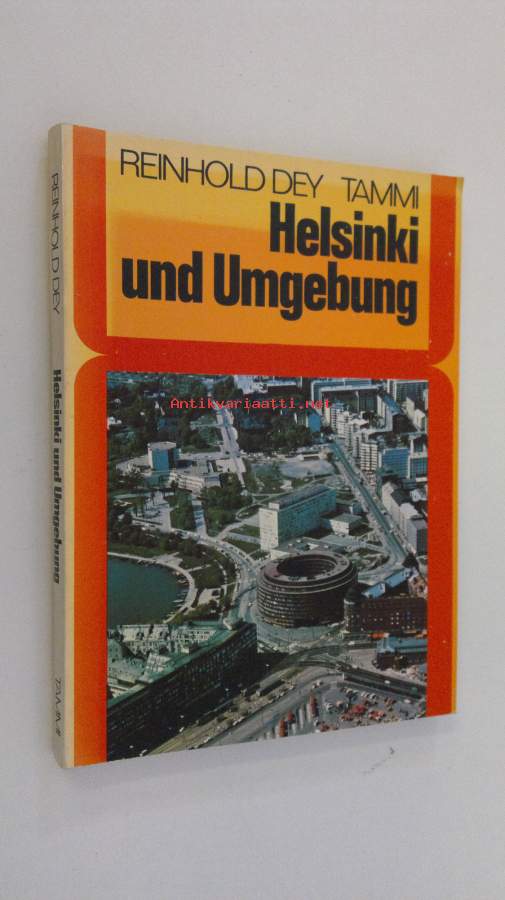 REINHOLD DEY TAMMI
Helsinki
und Umgebung
REINHOLD DEY
Helsinki und Umgebung
Antikvariaatti.net